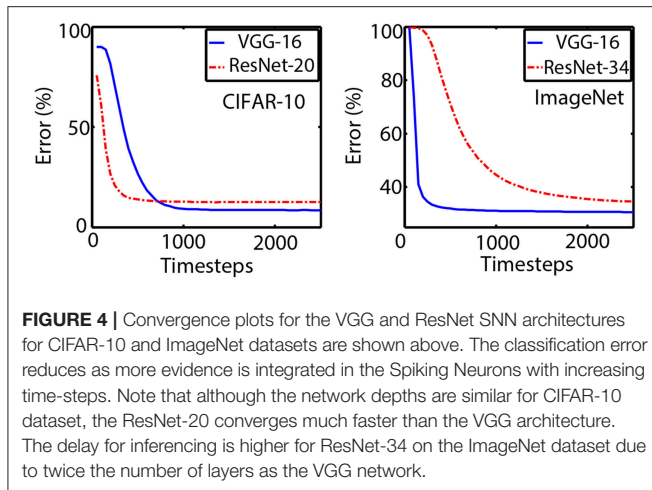 100
50
0
Error (%)
VGG-16
ResNet-20
CIFAR-10
0
1000
2000
Timesteps
100
80
60
40
Error (%)
VGG-16
ResNet-34
ImageNet
0
1000
2000
Timesteps
FIGURE 4 | Convergence plots for the VGG and ResNet SNN architectures
for CIFAR-10 and ImageNet datasets are shown above. The classification error
reduces as more evidence is integrated in the Spiking Neurons with increasing
time-steps. Note that although the network depths are similar for CIFAR-10
dataset, the ResNet-20 converges much faster than the VGG architecture.
The delay for inferencing is higher for ResNet-34 on the ImageNet dataset due
to twice the number of layers as the VGG network.